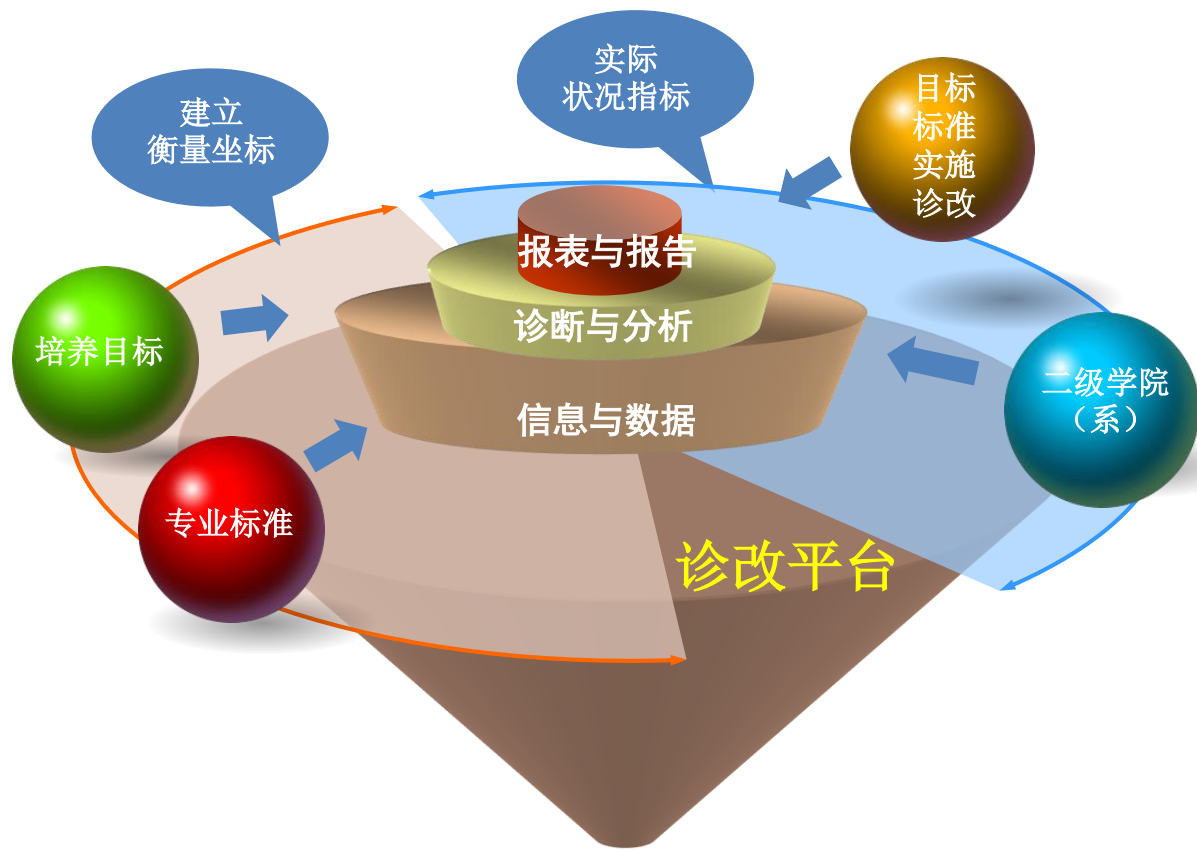 建立
衡量坐标
实际
状况指标
目标
标准
实施
诊改
报表与报告
诊断与分析
信息与数据
培养目标
专业标准
二级学院
（系）
诊改平台